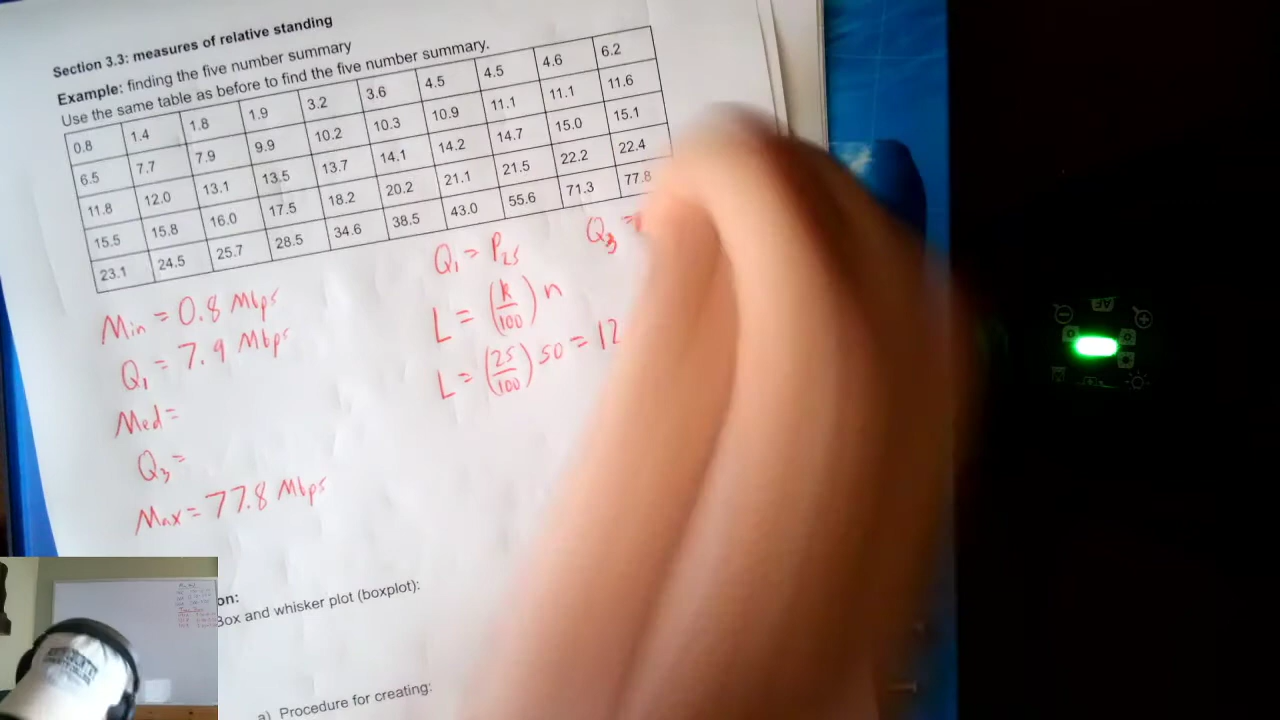 Section 3.3: measures of relative standing
Example: finding the five number summary
Use the same table as before to find the five number summary.
0.8 1.4 1.8 1.9 3.2 3.6 4.5 4.5 4.6 6.2
6.5 7.7 7.9 9.9 10.2 10.3 10.9 11.1 11.1 11.6
11.8 12.0 13.1 13.5 13.7 14.1 14.2 14.7 15.0 15.1
15.5 15.8 16.0 17.5 18.2 20.2 21.1 21.5 22.2 22.4
23.1 24.5 25.7 28.5 34.6 38.5 43.0 55.6 71.3 77.8
Min = 0.8 Mbps
Q₁ = 7.9 Mbps
Med =
Q₃ =
Max = 77.8 Mbps
Q₁ = P₂₅
L = (k/100) n
L = (25/100) 50 = 12
Q₃ =
on:
Box and whisker plot (boxplot):
a) Procedure for creating: